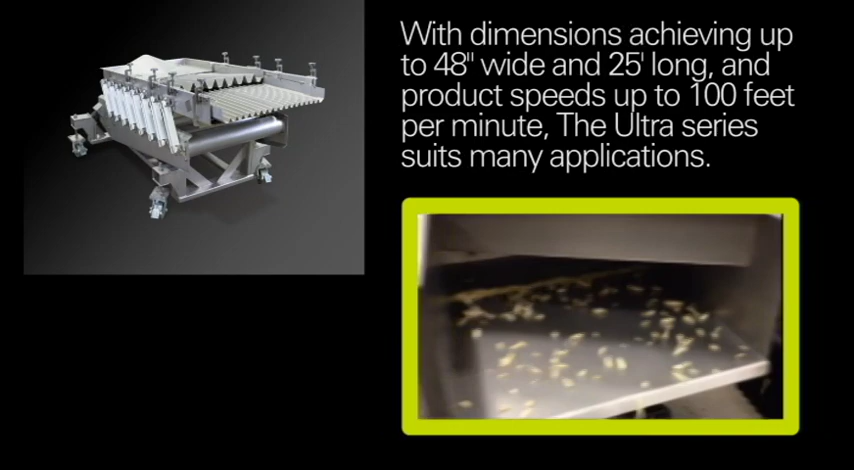 With dimensions achieving up
to 48" wide and 25' long, and
product speeds up to 100 feet
per minute, The Ultra series
suits many applications.